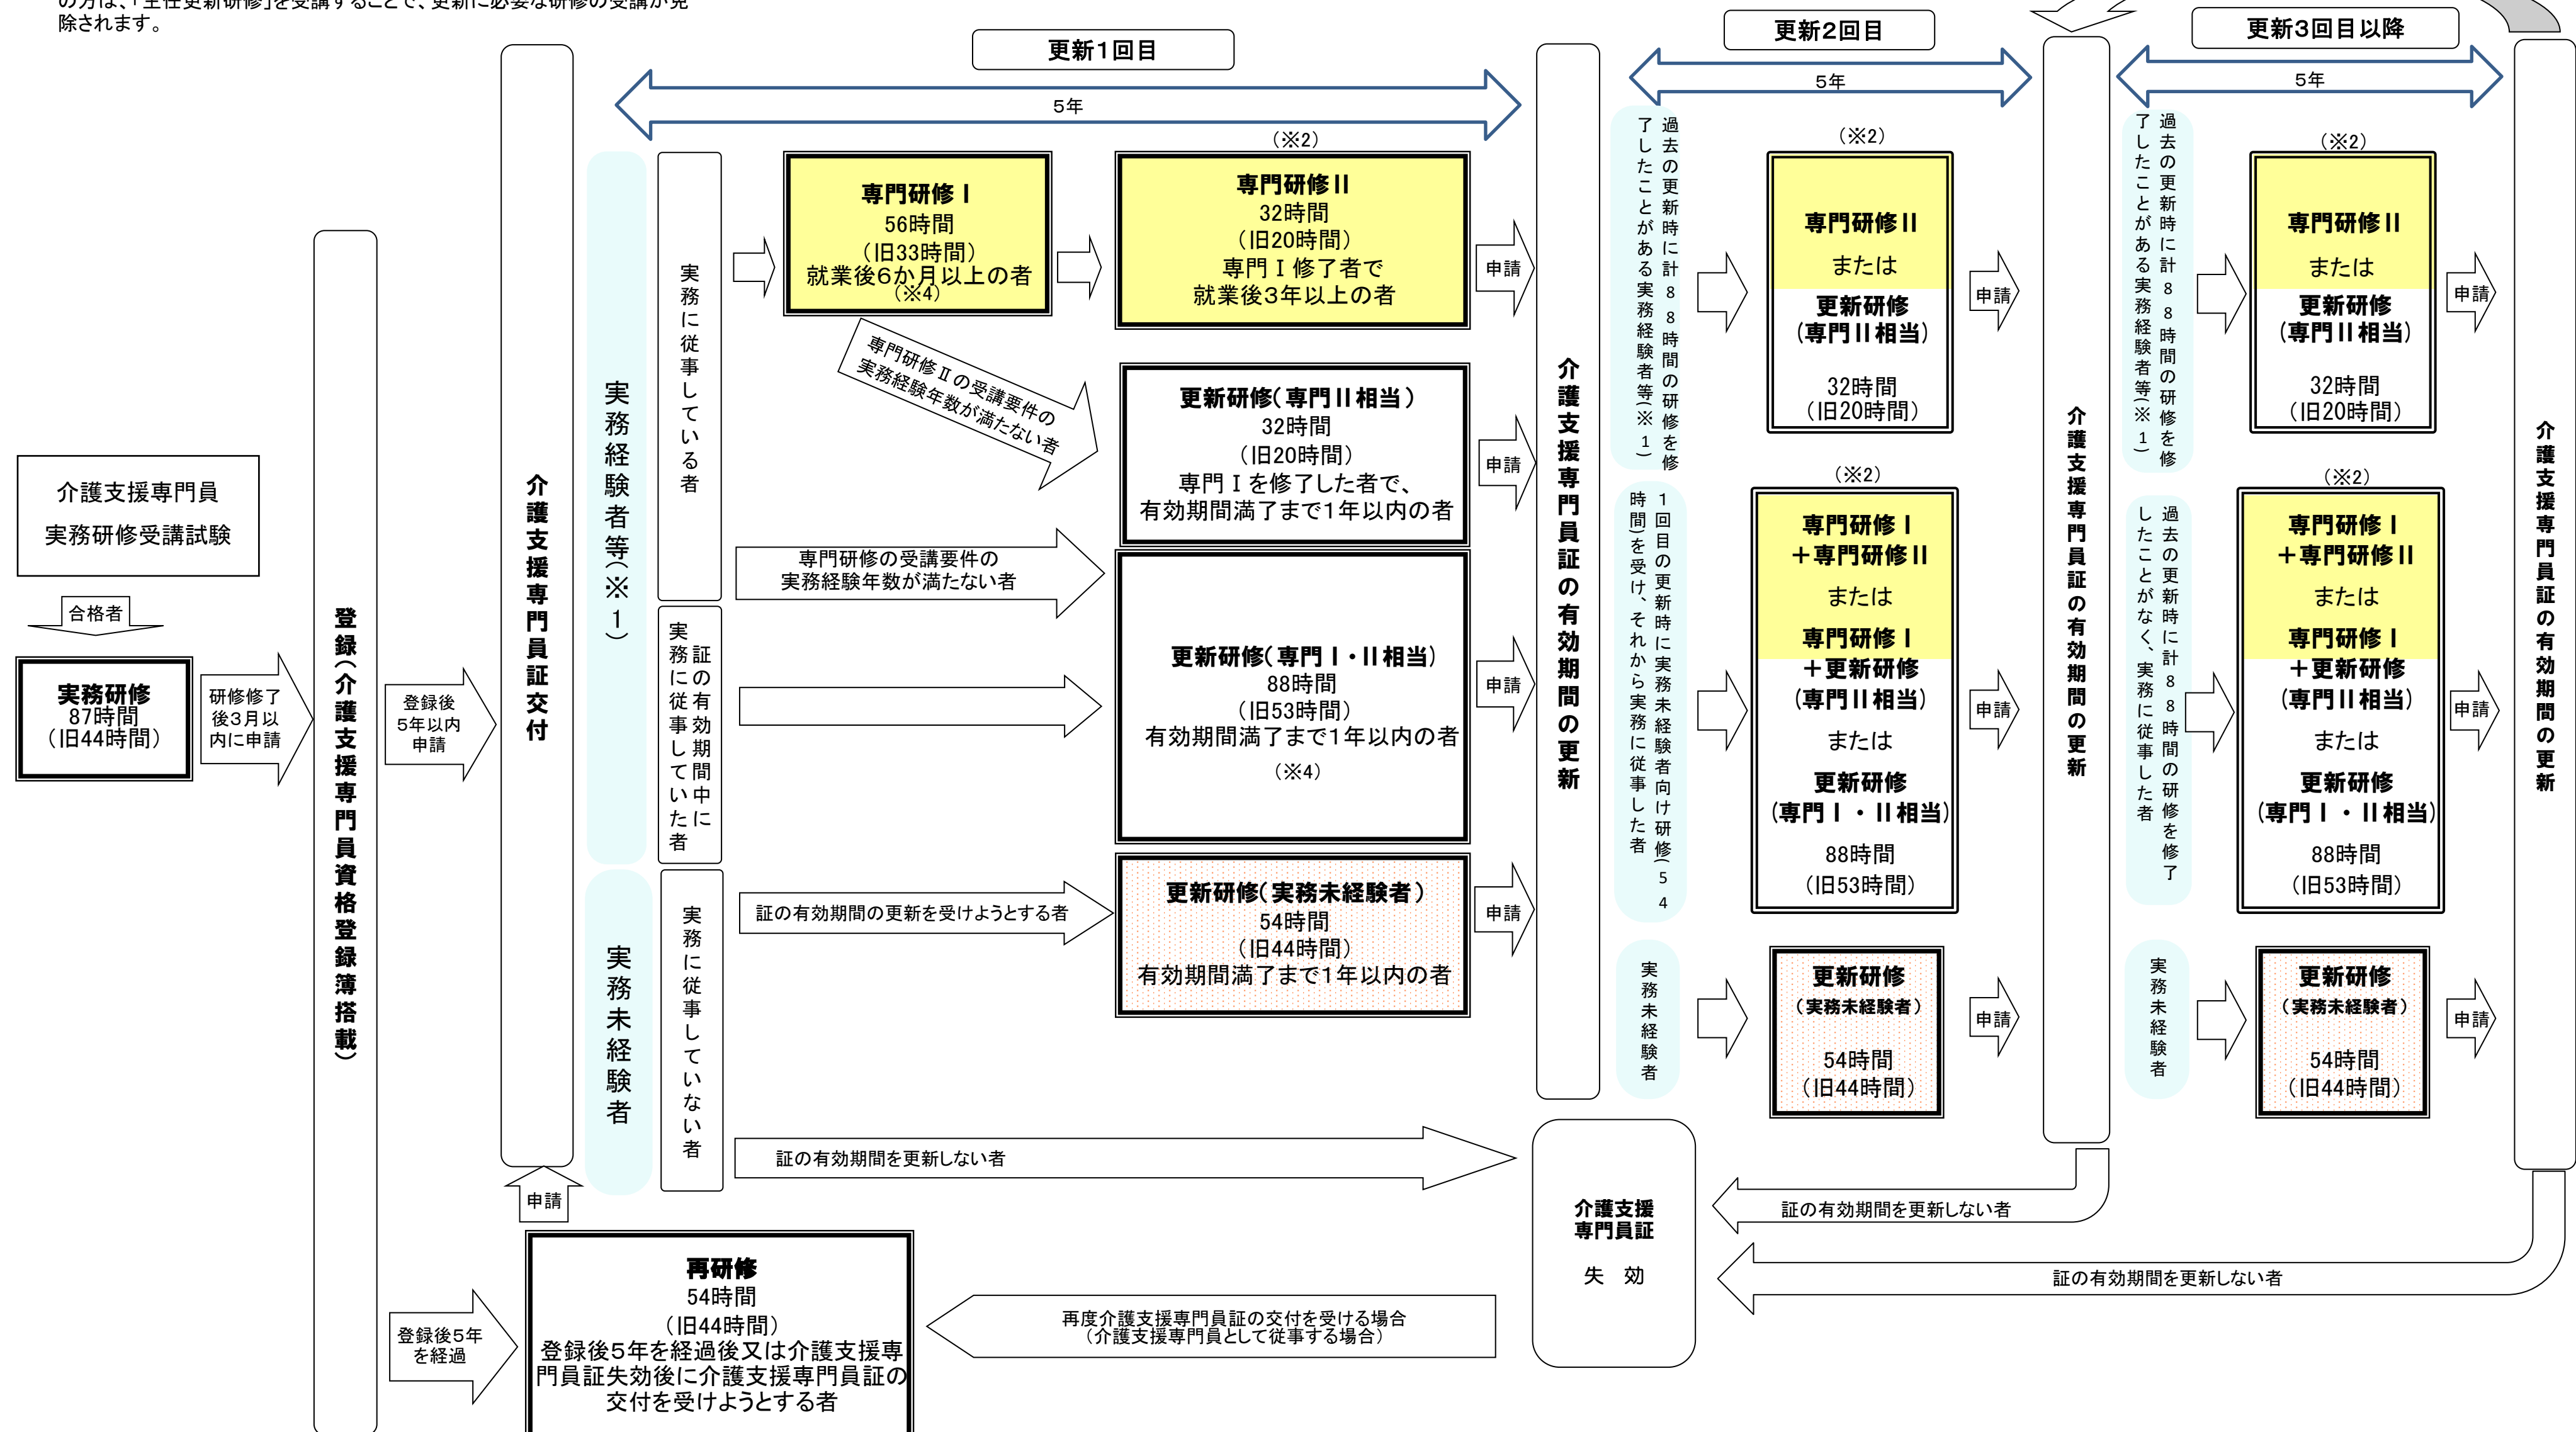 の方は、「主任更新研修」を受講することで、更新に必要な研修の受講が免
除されます。
更新1回目
更新2回目
更新3回目以降
5年
5年
5年
介護支援専門員
実務研修受講試験
合格者
実務研修
87時間
（旧44時間）
研修修了
後3月以
内に申請
登録（介護支援専門員資格登録簿搭載）
登録後
5年以内
申請
介護支援専門員証交付
実務経験者等（※1）
実務未経験者
実務に従事している者
証の有効期間中に
実務に従事していた者
実務に従事していない者
専門研修Ⅰ
56時間
（旧33時間）
就業後6か月以上の者
（※4）
（※2）
専門研修Ⅱ
32時間
（旧20時間）
専門Ⅰ修了者で
就業後3年以上の者
申請
専門研修Ⅱの受講要件の
実務経験年数が満たない者
更新研修（専門Ⅱ相当）
32時間
（旧20時間）
専門Ⅰを修了した者で、
有効期間満了まで1年以内の者
申請
専門研修の受講要件の
実務経験年数が満たない者
更新研修（専門Ⅰ・Ⅱ相当）
88時間
（旧53時間）
有効期間満了まで1年以内の者
（※4）
申請
証の有効期間の更新を受けようとする者
更新研修（実務未経験者）
54時間
（旧44時間）
有効期間満了まで1年以内の者
申請
証の有効期間を更新しない者
介護支援専門員証の有効期間の更新
過去の更新時に計88時間の研修を修
了したことがある実務経験者等（※1）
（※2）
専門研修Ⅱ
または
更新研修
（専門Ⅱ相当）
32時間
（旧20時間）
申請
1回目の更新時に実務未経験者向け研修（54
時間）を受け、それから実務に従事した者
（※2）
専門研修Ⅰ
＋専門研修Ⅱ
または
専門研修Ⅰ
＋更新研修
（専門Ⅱ相当）
または
更新研修
（専門Ⅰ・Ⅱ相当）
88時間
（旧53時間）
申請
実務未経験者
更新研修
（実務未経験者）
54時間
（旧44時間）
申請
介護支援専門員証の有効期間の更新
過去の更新時に計88時間の研修を修
了したことがある実務経験者等（※1）
（※2）
専門研修Ⅱ
または
更新研修
（専門Ⅱ相当）
32時間
（旧20時間）
申請
過去の更新時に計88時間の研修を修了
したことがなく、実務に従事した者
（※2）
専門研修Ⅰ
＋専門研修Ⅱ
または
専門研修Ⅰ
＋更新研修
（専門Ⅱ相当）
または
更新研修
（専門Ⅰ・Ⅱ相当）
88時間
（旧53時間）
申請
実務未経験者
更新研修
（実務未経験者）
54時間
（旧44時間）
申請
介護支援専門員証の有効期間の更新
介護支援
専門員証
失　効
証の有効期間を更新しない者
証の有効期間を更新しない者
再度介護支援専門員証の交付を受ける場合
（介護支援専門員として従事する場合）
申請
登録後5年
を経過
再研修
54時間
（旧44時間）
登録後5年を経過後又は介護支援専
門員証失効後に介護支援専門員証の
交付を受けようとする者